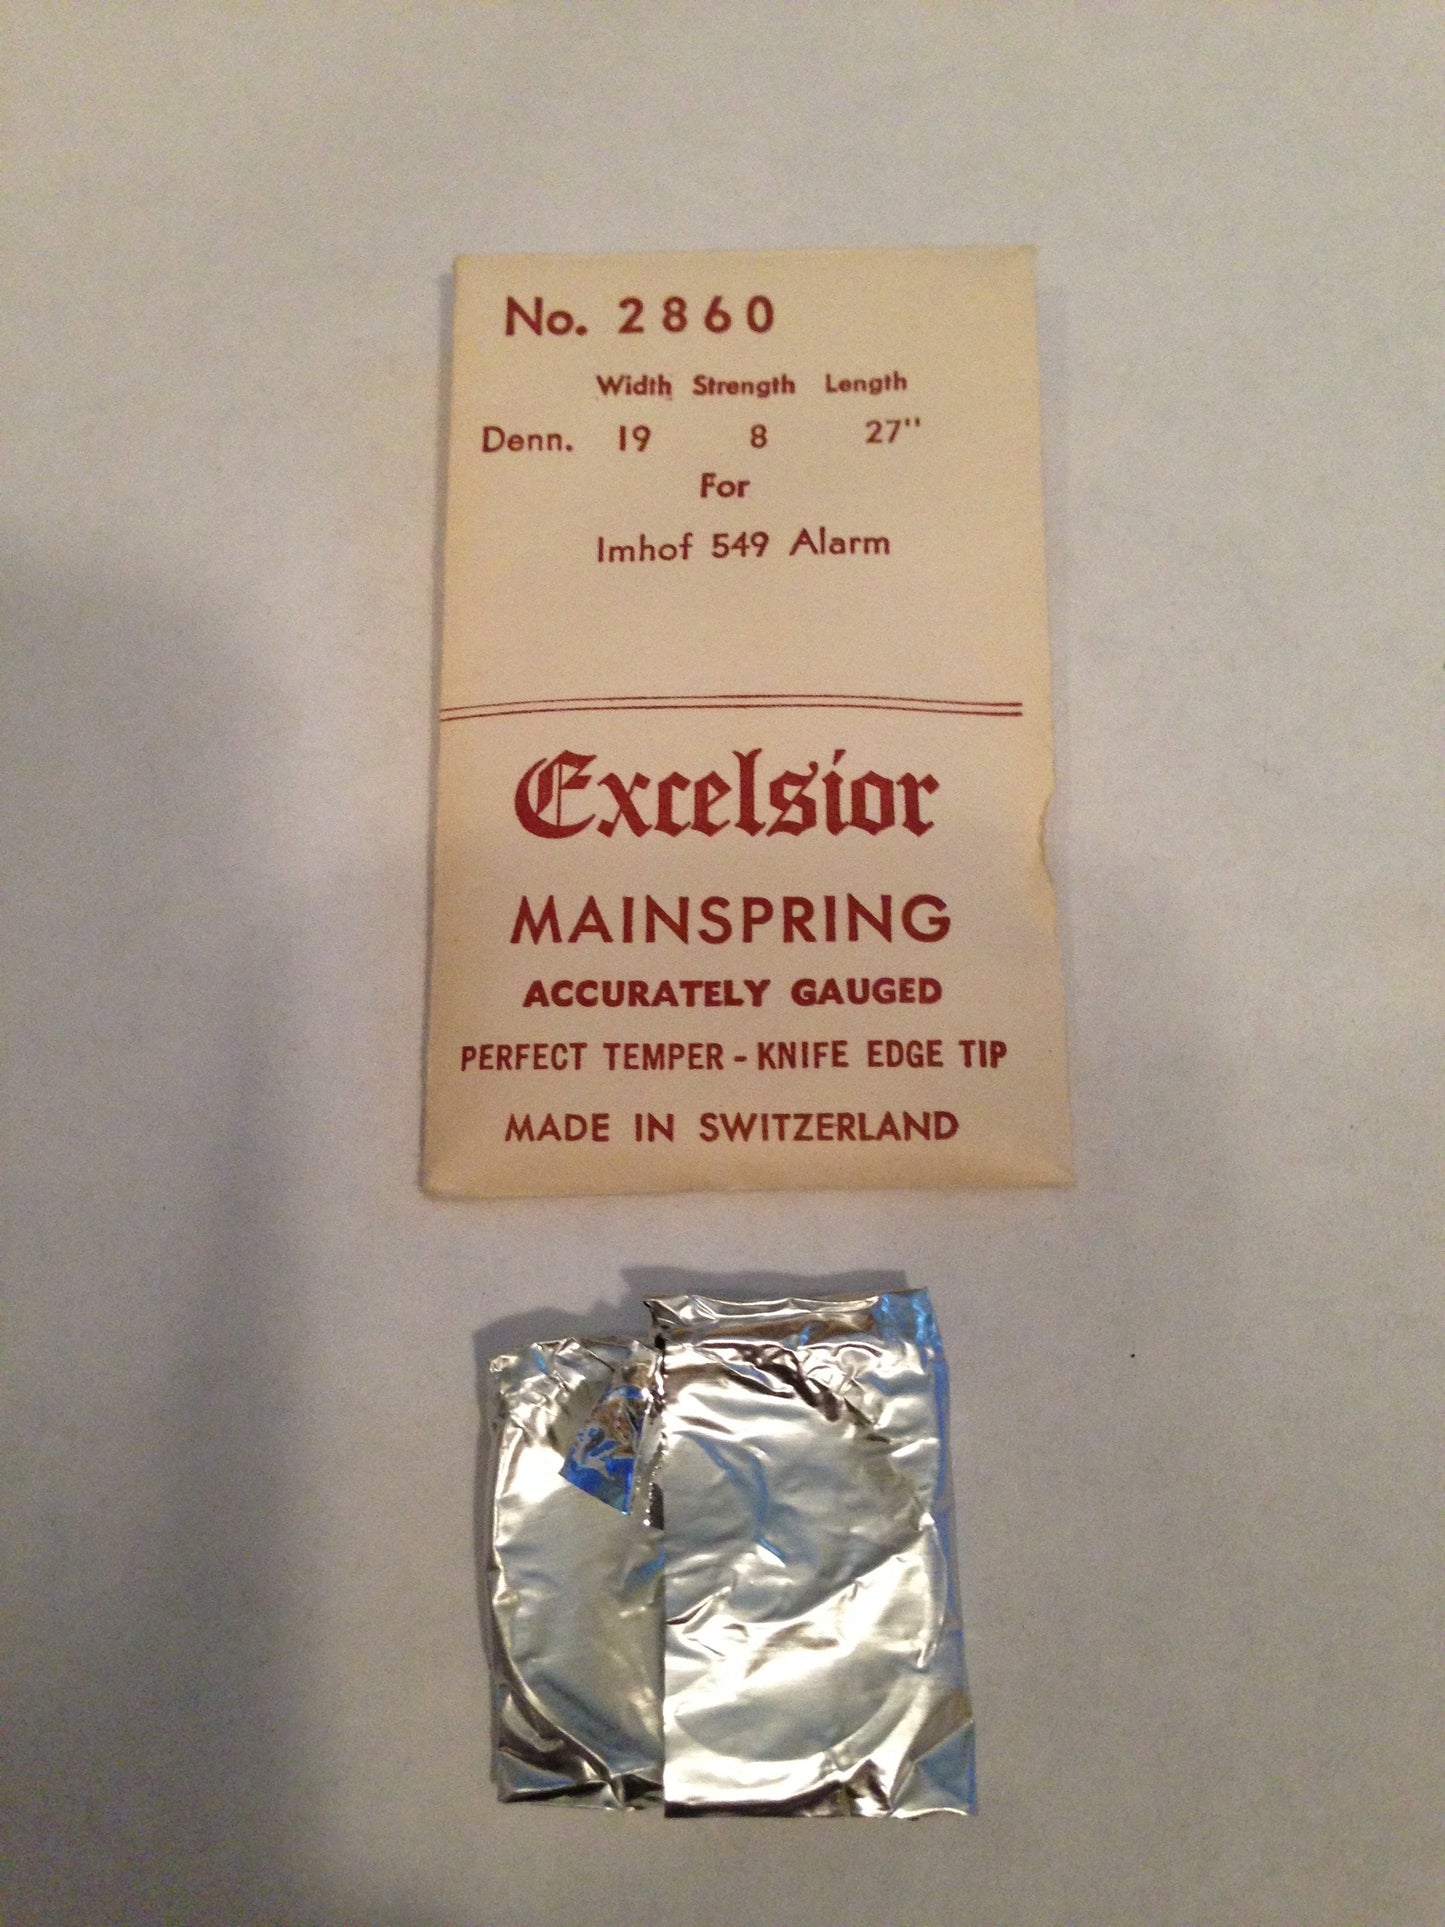 No. 2860
Width Strength Length
Denn. 19 8 27"
For
Imhof 549 Alarm
Excelsior
MAINSPRING
ACCURATELY GAUGED
PERFECT TEMPER - KNIFE EDGE TIP
MADE IN SWITZERLAND